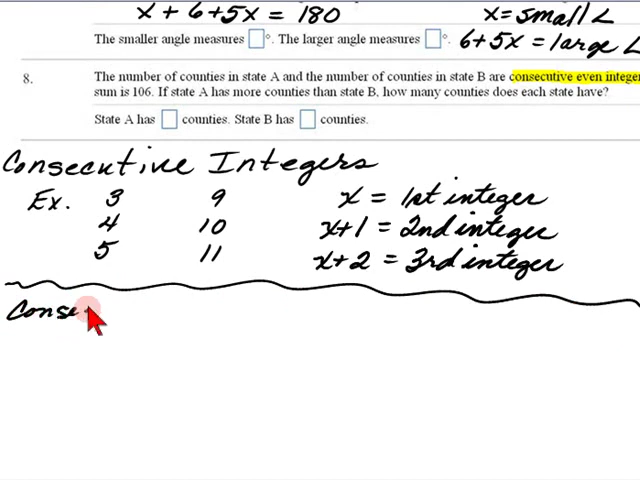 x + 6 + 5x = 180 x = small ∠
The smaller angle measures °. The larger angle measures °. 6 + 5x = large ∠
8. The number of counties in state A and the number of counties in state B are consecutive even integer
sum is 106. If state A has more counties than state B, how many counties does each state have?
State A has counties. State B has counties.
Consecutive Integers
Ex. 3 9 x = 1st integer
4 10 x+1 = 2nd integer
5 11 x+2 = 3rd integer
Conse